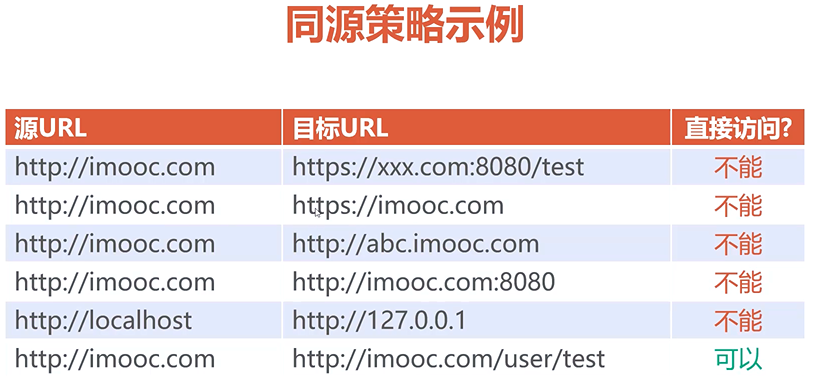 同源策略示例
源URL 目标URL 直接访问?
http://imooc.com https://xxx.com:8080/test 不能
http://imooc.com https://imooc.com 不能
http://imooc.com http://abc.imooc.com 不能
http://imooc.com http://imooc.com:8080 不能
http://localhost http://127.0.0.1 不能
http://imooc.com http://imooc.com/user/test 可以